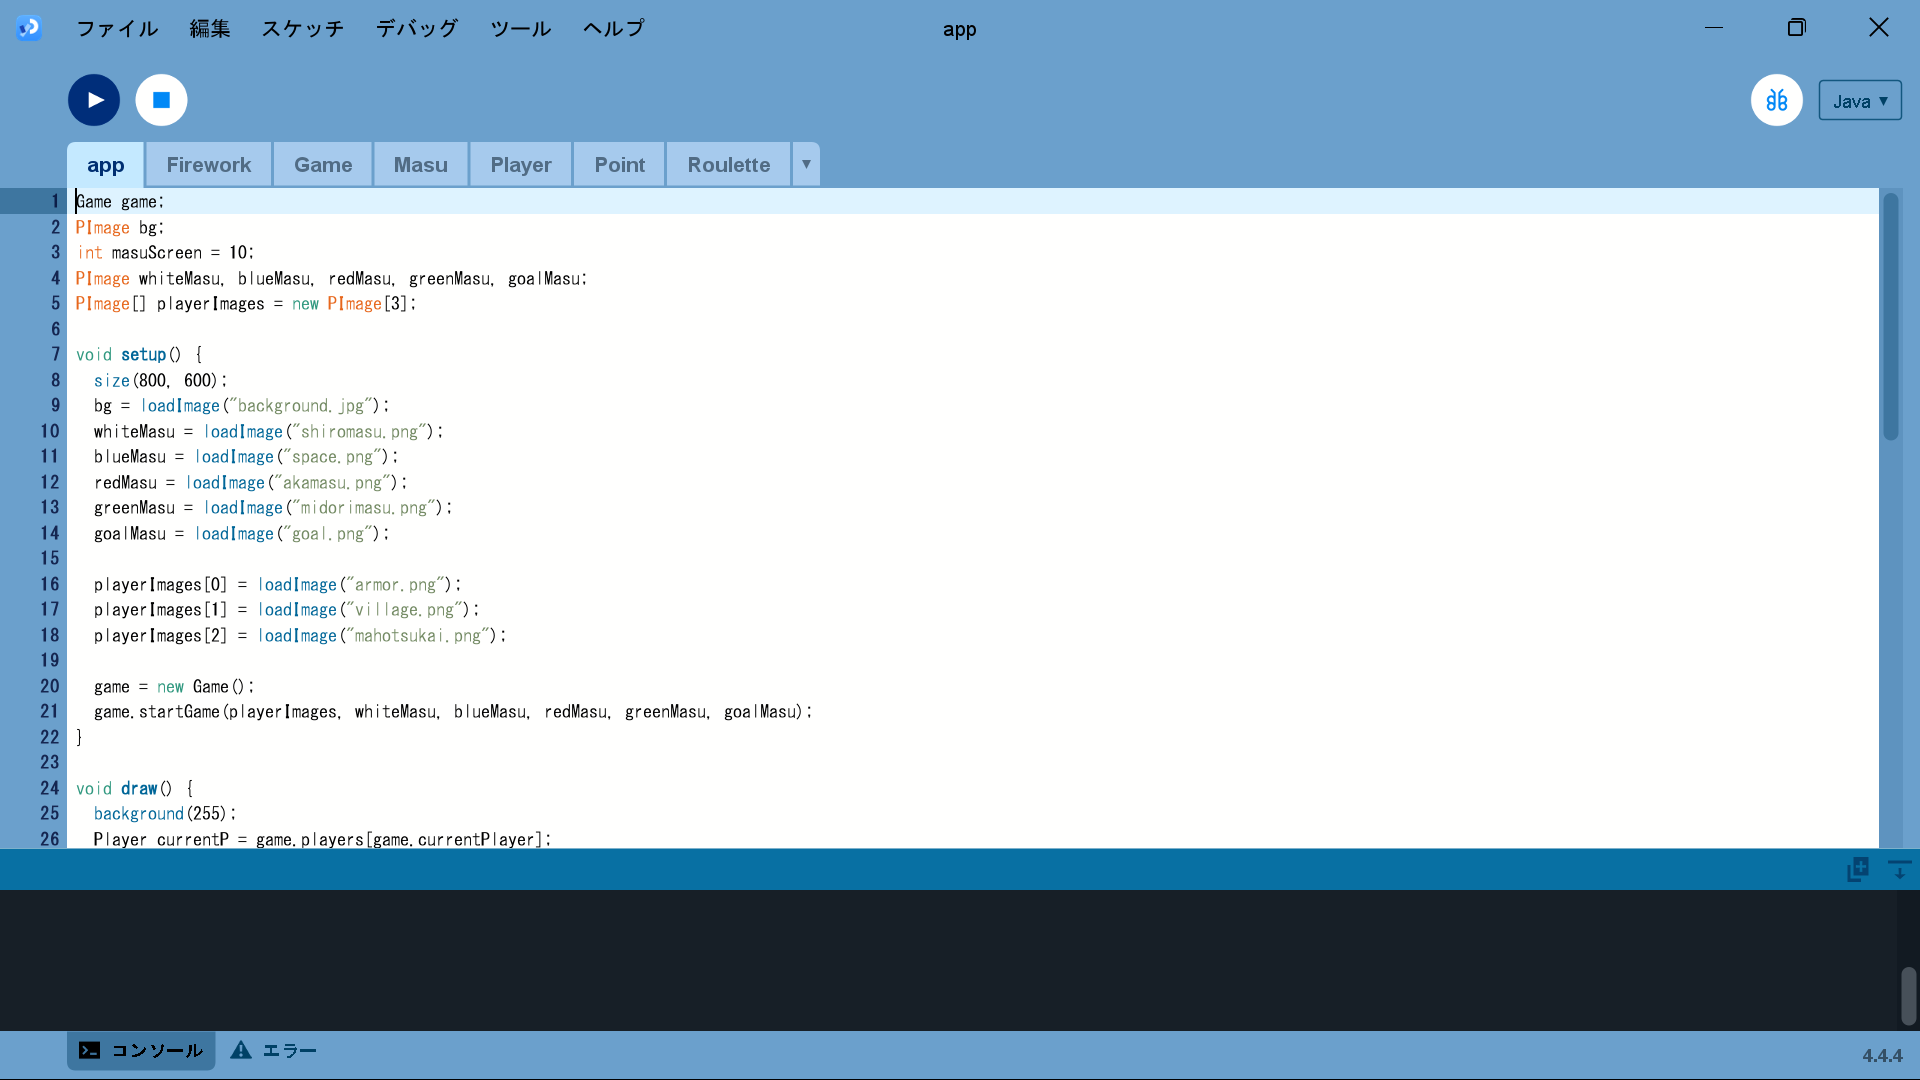 ファイル 編集 スケッチ デバッグ ツール ヘルプ app
Java ▼
app Firework Game Masu Player Point Roulette ▼
1 Game game;
2 PImage bg;
3 int masuScreen = 10;
4 PImage whiteMasu, blueMasu, redMasu, greenMasu, goalMasu;
5 PImage[] playerImages = new PImage[3];
6
7 void setup() {
8   size(800, 600);
9   bg = loadImage("background.jpg");
10   whiteMasu = loadImage("shiromasu.png");
11   blueMasu = loadImage("space.png");
12   redMasu = loadImage("akamasu.png");
13   greenMasu = loadImage("midorimasu.png");
14   goalMasu = loadImage("goal.png");
15
16   playerImages[0] = loadImage("armor.png");
17   playerImages[1] = loadImage("village.png");
18   playerImages[2] = loadImage("mahotsukai.png");
19
20   game = new Game();
21   game.startGame(playerImages, whiteMasu, blueMasu, redMasu, greenMasu, goalMasu);
22 }
23
24 void draw() {
25   background(255);
26   Player currentP = game.players[game.currentPlayer];
コンソール エラー
4.4.4